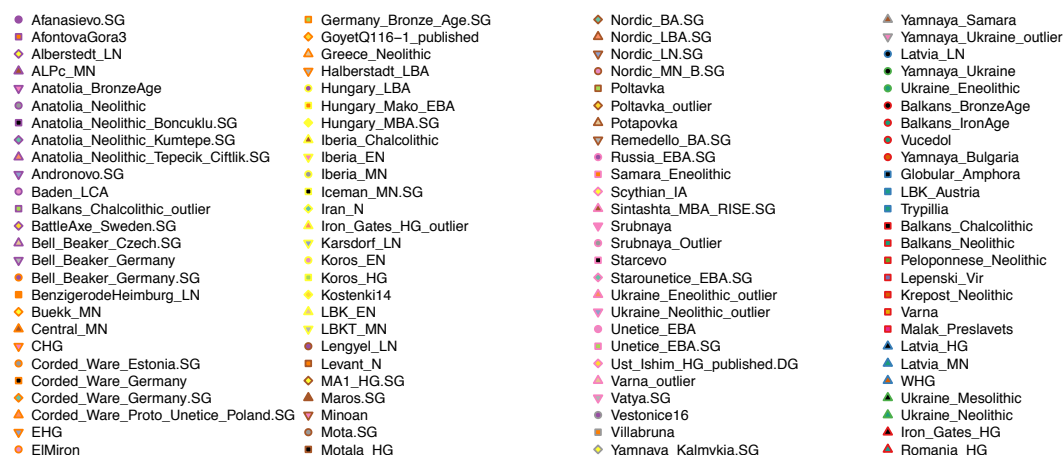 Afanasievo.SG
AfontovaGora3
Alberstedt_LN
ALPc_MN
Anatolia_BronzeAge
Anatolia_Neolithic
Anatolia_Neolithic_Boncuklu.SG
Anatolia_Neolithic_Kumtepe.SG
Anatolia_Neolithic_Tepecik_Ciftlik.SG
Andronovo.SG
Baden_LCA
Balkans_Chalcolithic_outlier
BattleAxe_Sweden.SG
Bell_Beaker_Czech.SG
Bell_Beaker_Germany
Bell_Beaker_Germany.SG
BenzigerodeHeimburg_LN
Buekk_MN
Central_MN
CHG
Corded_Ware_Estonia.SG
Corded_Ware_Germany
Corded_Ware_Germany.SG
Corded_Ware_Proto_Unetice_Poland.SG
EHG
ElMiron
Germany_Bronze_Age.SG
GoyetQ116−1_published
Greece_Neolithic
Halberstadt_LBA
Hungary_LBA
Hungary_Mako_EBA
Hungary_MBA.SG
Iberia_Chalcolithic
Iberia_EN
Iberia_MN
Iceman_MN.SG
Iran_N
Iron_Gates_HG_outlier
Karsdorf_LN
Koros_EN
Koros_HG
Kostenki14
LBK_EN
LBKT_MN
Lengyel_LN
Levant_N
MA1_HG.SG
Maros.SG
Minoan
Mota.SG
Motala_HG
Nordic_BA.SG
Nordic_LBA.SG
Nordic_LN.SG
Nordic_MN_B.SG
Poltavka
Poltavka_outlier
Potapovka
Remedello_BA.SG
Russia_EBA.SG
Samara_Eneolithic
Scythian_IA
Sintashta_MBA_RISE.SG
Srubnaya
Srubnaya_Outlier
Starcevo
Starounetice_EBA.SG
Ukraine_Eneolithic_outlier
Ukraine_Neolithic_outlier
Unetice_EBA
Unetice_EBA.SG
Ust_Ishim_HG_published.DG
Varna_outlier
Vatya.SG
Vestonice16
Villabruna
Yamnaya_Kalmykia.SG
Yamnaya_Samara
Yamnaya_Ukraine_outlier
Latvia_LN
Yamnaya_Ukraine
Ukraine_Eneolithic
Balkans_BronzeAge
Balkans_IronAge
Vucedol
Yamnaya_Bulgaria
Globular_Amphora
LBK_Austria
Trypillia
Balkans_Chalcolithic
Balkans_Neolithic
Peloponnese_Neolithic
Lepenski_Vir
Krepost_Neolithic
Varna
Malak_Preslavets
Latvia_HG
Latvia_MN
WHG
Ukraine_Mesolithic
Ukraine_Neolithic
Iron_Gates_HG
Romania_HG